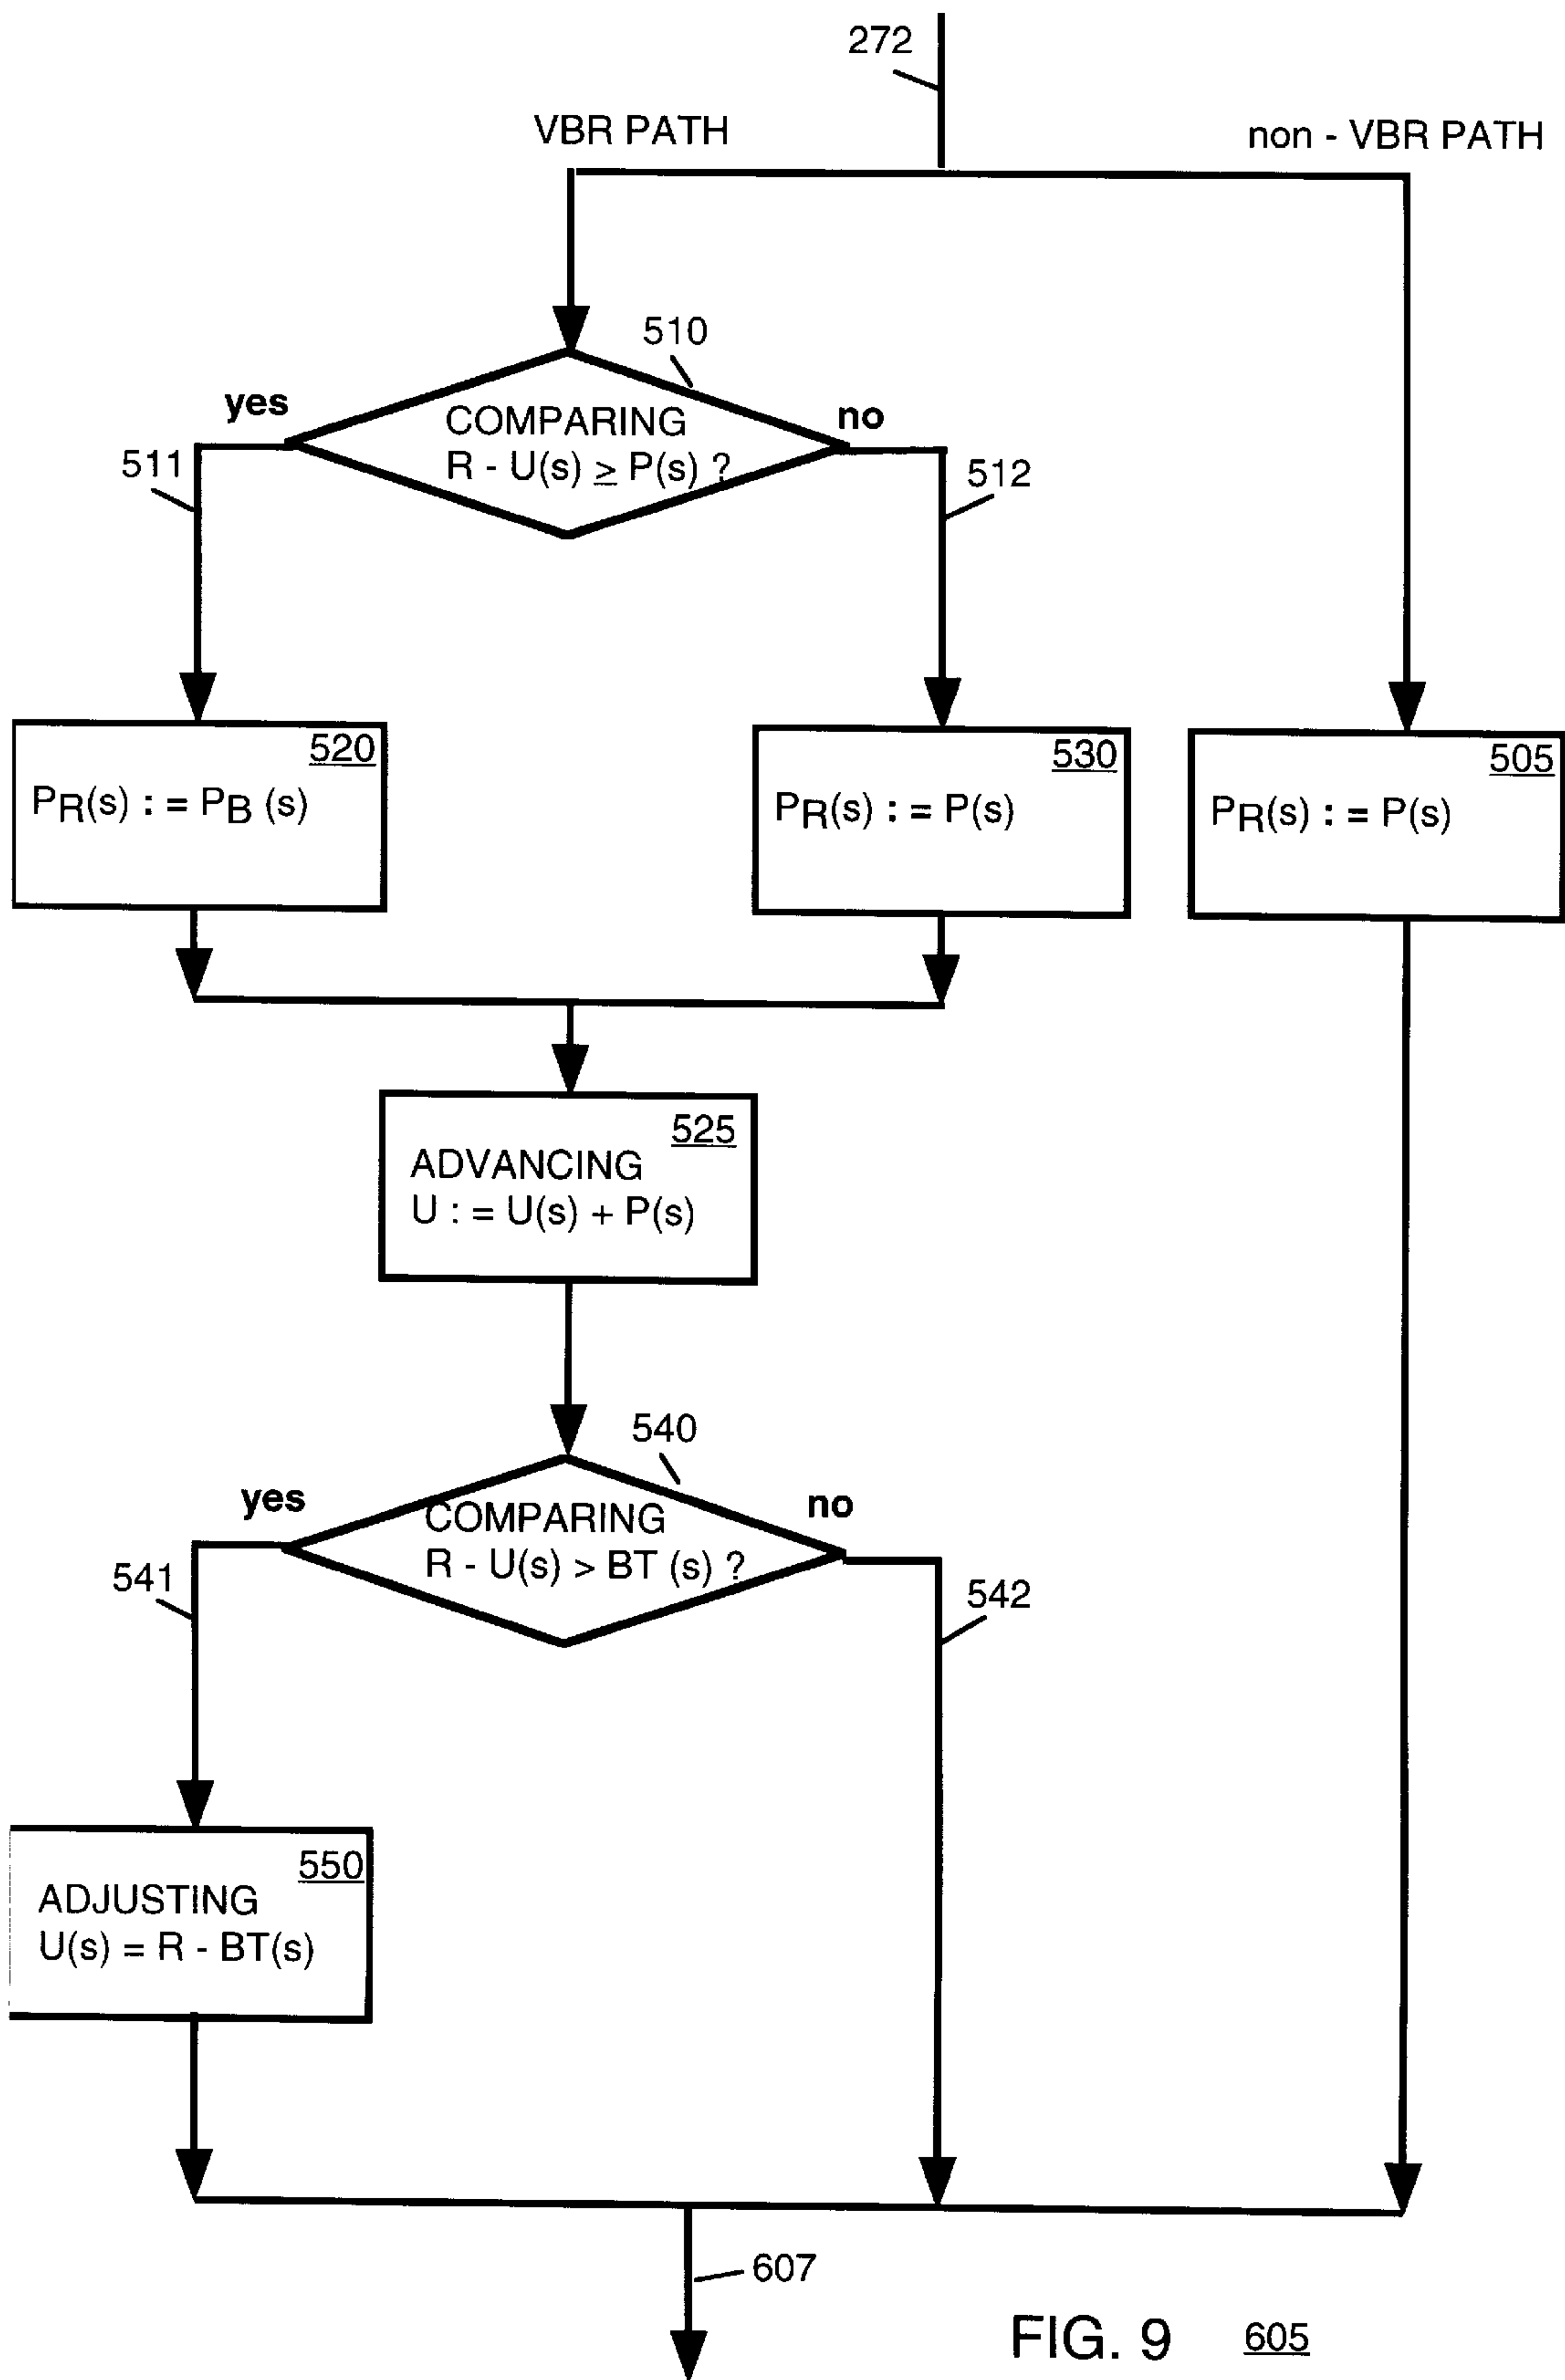 272
VBR PATH
non - VBR PATH
510
yes
no
COMPARING
R - U(s) ≥ P(s) ?
511
512
520
PR(s) : = PB (s)
530
PR(s) : = P(s)
505
PR(s) : = P(s)
525
ADVANCING
U : = U(s) + P(s)
540
yes
no
COMPARING
R - U(s) > BT (s) ?
541
542
550
ADJUSTING
U(s) = R - BT(s)
607
FIG. 9 605